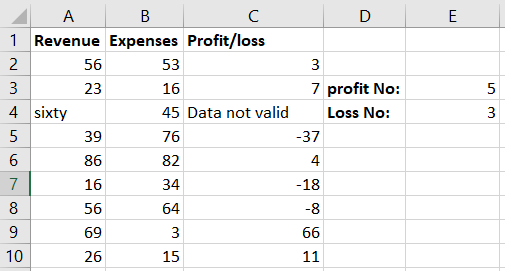 A B C D E
1 Revenue Expenses Profit/loss
2 56 53 3
3 23 16 7 profit No: 5
4 sixty 45 Data not valid Loss No: 3
5 39 76 -37
6 86 82 4
7 16 34 -18
8 56 64 -8
9 69 3 66
10 26 15 11